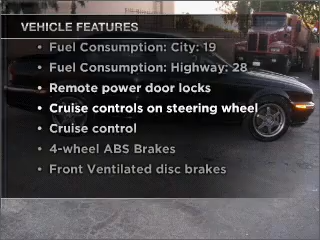 VEHICLE FEATURES
• Fuel Consumption: City: 19
• Fuel Consumption: Highway: 28
• Remote power door locks
• Cruise controls on steering wheel
• Cruise control
• 4-wheel ABS Brakes
• Front Ventilated disc brakes